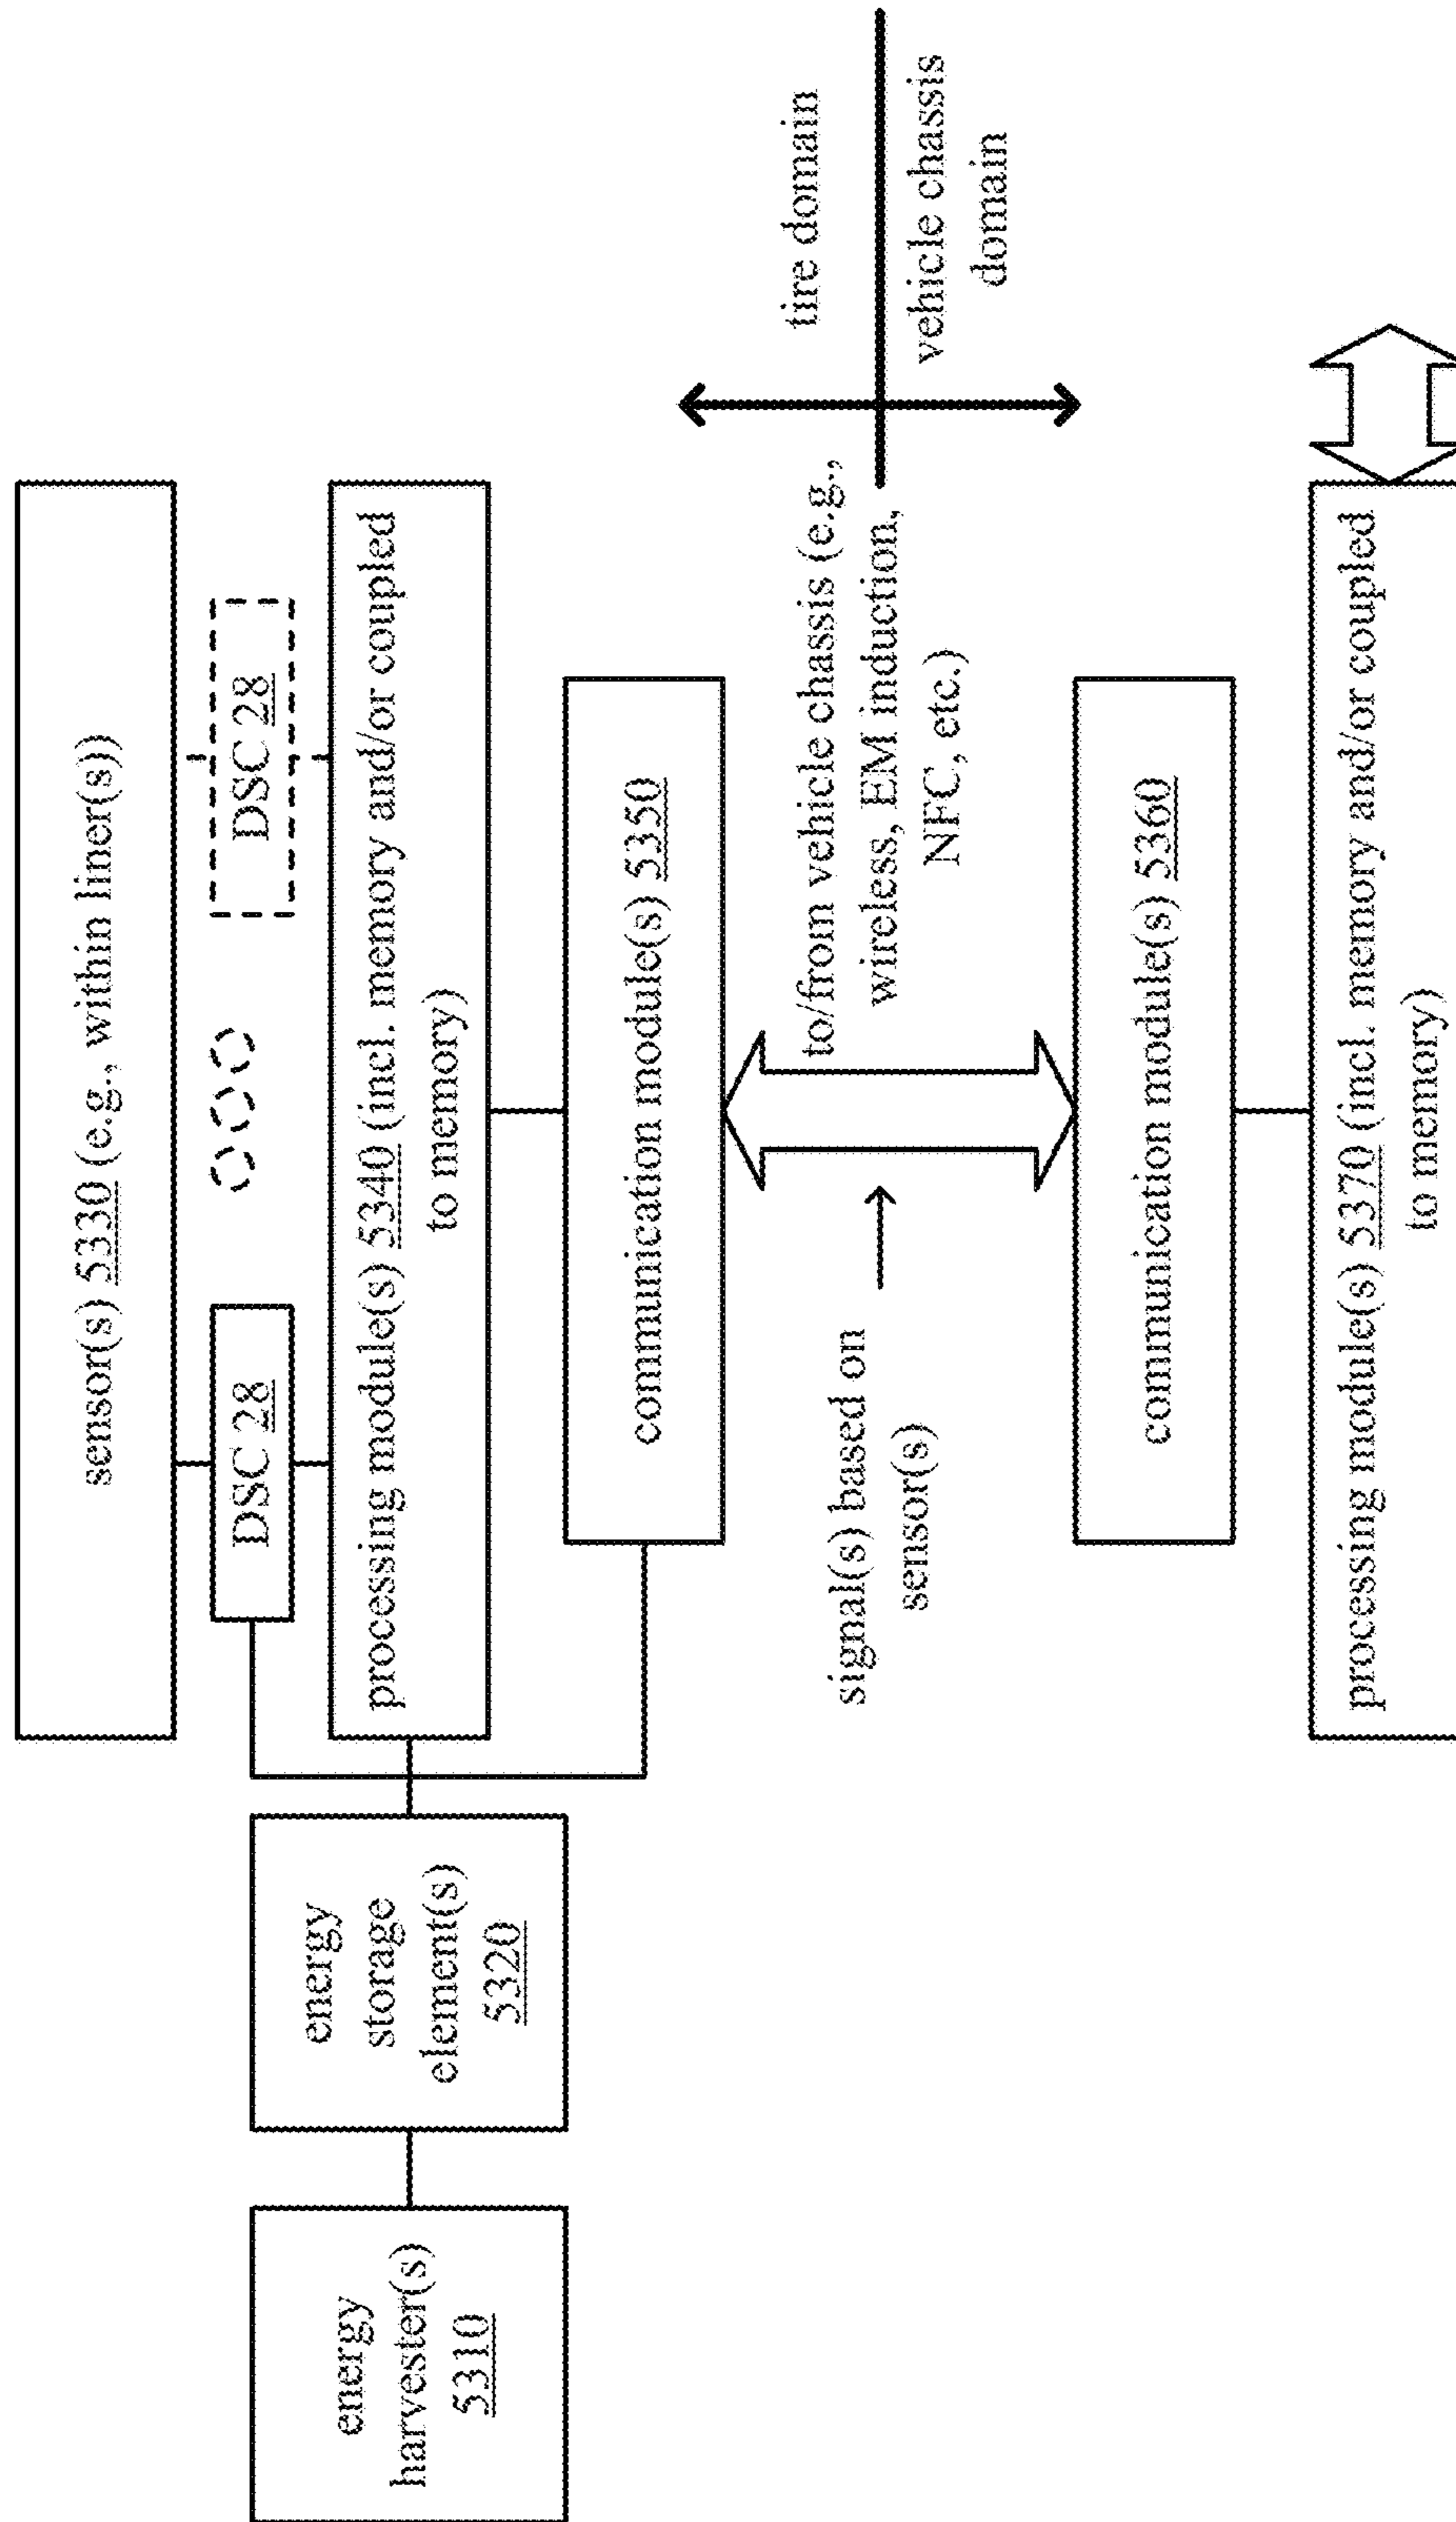 sensor(s) 5330 (e.g., within liner(s))
DSC 28
DSC 28
energy
harvester(s)
5310
energy
storage
element(s)
5320
processing module(s) 5340 (incl. memory and/or coupled
to memory)
communication module(s) 5350
signal(s) based on
sensor(s)
to/from vehicle chassis (e.g.,
wireless, EM induction,
NFC, etc.)
tire domain
vehicle chassis
domain
communication module(s) 5360
processing module(s) 5370 (incl. memory and/or coupled
to memory)